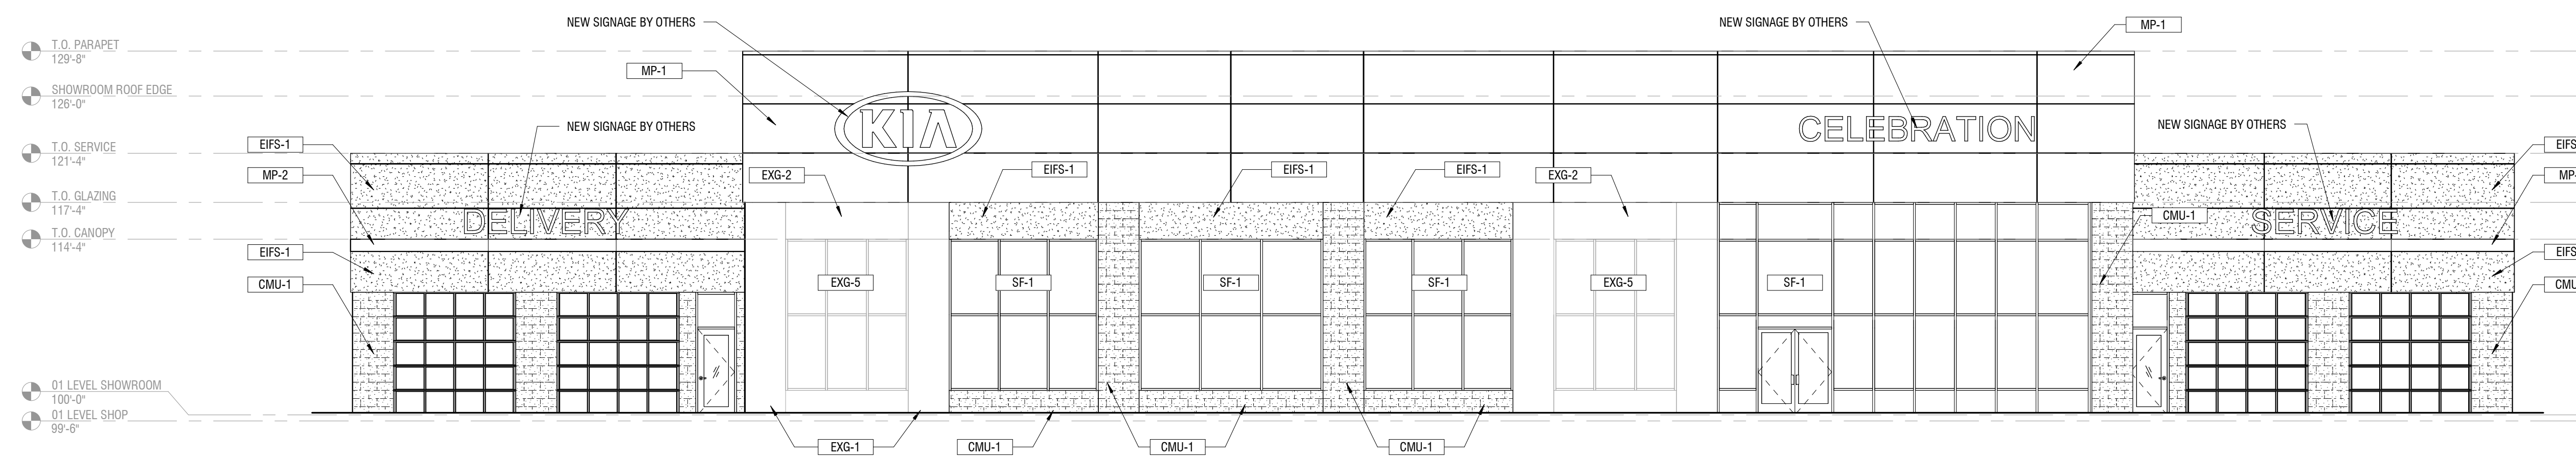 NEW SIGNAGE BY OTHERS
NEW SIGNAGE BY OTHERS
MP-1
T.O. PARAPET
129'-8"
MP-1
SHOWROOM ROOF EDGE
126'-0"
KIA
CELEBRATION
NEW SIGNAGE BY OTHERS
NEW SIGNAGE BY OTHERS
EIFS-1
EIFS
T.O. SERVICE
121'-4"
MP-2
EXG-2
EIFS-1
EIFS-1
EIFS-1
EXG-2
MP-
T.O. GLAZING
117'-4"
DELIVERY
CMU-1
SERVICE
T.O. CANOPY
114'-4"
EIFS-1
EIFS
CMU-1
EXG-5
SF-1
SF-1
SF-1
EXG-5
SF-1
CMU
01 LEVEL SHOWROOM
100'-0"
01 LEVEL SHOP
99'-6"
EXG-1
CMU-1
CMU-1
CMU-1